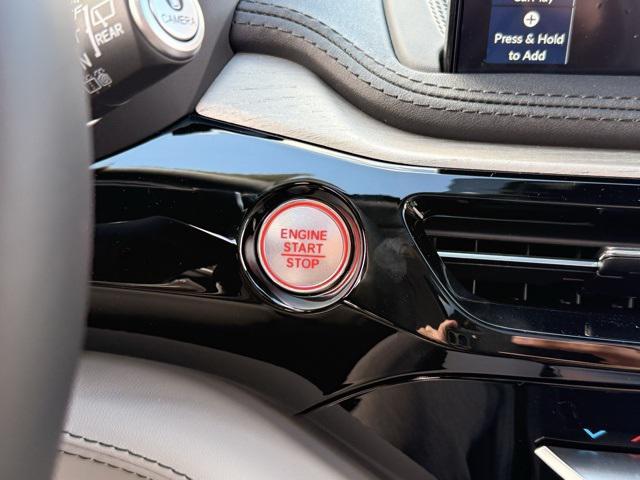 CAMERA
REAR
Press & Hold
to Add
ENGINE
START
STOP